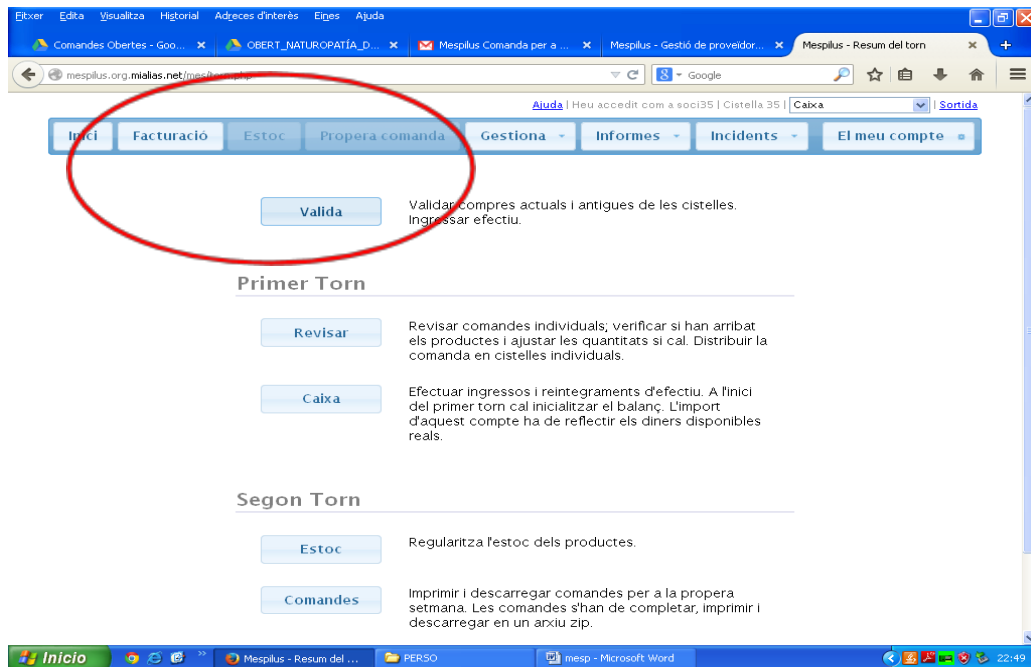 Fitxer Edita Visualitza Historial Adreces d'interès Eines Ajuda
Comandes Obertes - Goo... × OBERT_NATUROPATÍA_D... × Mespilus Comanda per a ... × Mespilus - Gestió de proveïdor... × Mespilus - Resum del torn × +
mespilus.org.mialias.net/mes/torn.php Google
Ajuda | Heu accedit com a soci35 | Cistella 35 | Caixa | Sortida
Inici Facturació Estoc Propera comanda Gestiona Informes Incidents El meu compte
Valida Validar compres actuals i antigues de les cistelles.
Ingressar efectiu.
Primer Torn
Revisar Revisar comandes individuals; verificar si han arribat
els productes i ajustar les quantitats si cal. Distribuir la
comanda en cistelles individuals.
Caixa Efectuar ingressos i reintegraments d'efectiu. A l'inici
del primer torn cal inicialitzar el balanç. L'import
d'aquest compte ha de reflectir els diners disponibles
reals.
Segon Torn
Estoc Regularitza l'estoc dels productes.
Comandes Imprimir i descarregar comandes per a la propera
setmana. Les comandes s'han de completar, imprimir i
descarregar en un arxiu zip.
Inicio » Mespilus - Resum del ... PERSO mesp - Microsoft Word 22:49